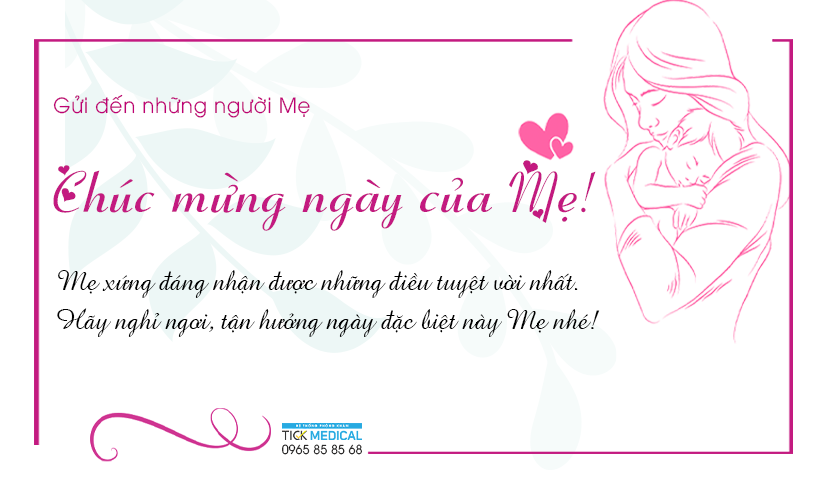 Gửi đến những người Mẹ
Chúc mừng ngày của Mẹ!
Mẹ xứng đáng nhận được những điều tuyệt vời nhất.
Hãy nghỉ ngơi, tận hưởng ngày đặc biệt này Mẹ nhé!
HỆ THỐNG PHÒNG KHÁM
TICK MEDICAL
0965 85 85 68